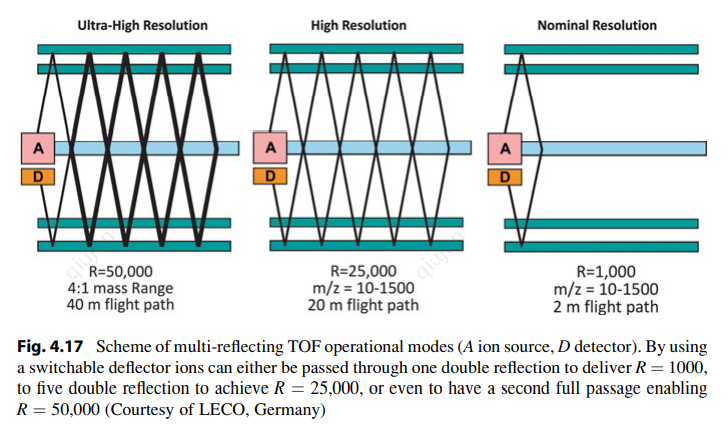 Ultra-High Resolution
High Resolution
Nominal Resolution
A
D
A
D
A
D
R=50,000
4:1 mass Range
40 m flight path
R=25,000
m/z = 10-1500
20 m flight path
R=1,000
m/z = 10-1500
2 m flight path
Fig. 4.17 Scheme of multi-reflecting TOF operational modes (A ion source, D detector). By using
a switchable deflector ions can either be passed through one double reflection to deliver R = 1000,
to five double reflection to achieve R = 25,000, or even to have a second full passage enabling
R = 50,000 (Courtesy of LECO, Germany)